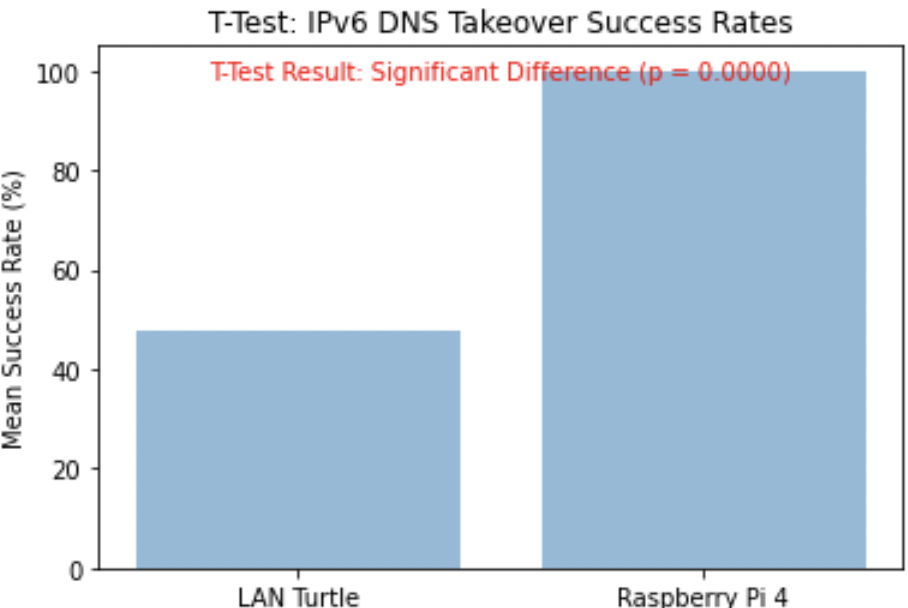 T-Test: IPv6 DNS Takeover Success Rates
T-Test Result: Significant Difference (p = 0.0000)
Mean Success Rate (%)
100
80
60
40
20
0
LAN Turtle
Raspberry Pi 4